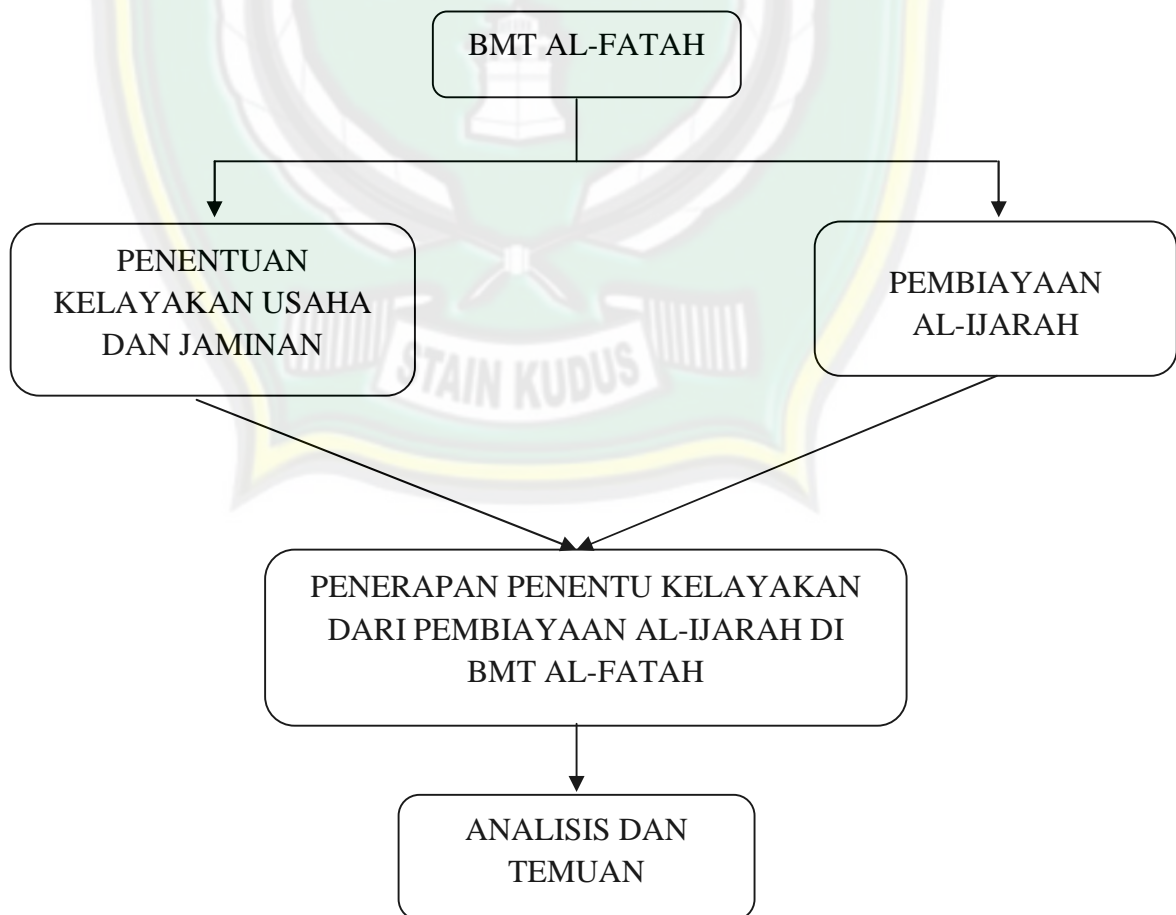 BMT AL-FATAH
PENENTUAN
KELAYAKAN USAHA
DAN JAMINAN
PEMBIAYAAN
AL-IJARAH
STAIN KUDUS
PENERAPAN PENENTU KELAYAKAN
DARI PEMBIAYAAN AL-IJARAH DI
BMT AL-FATAH
ANALISIS DAN
TEMUAN